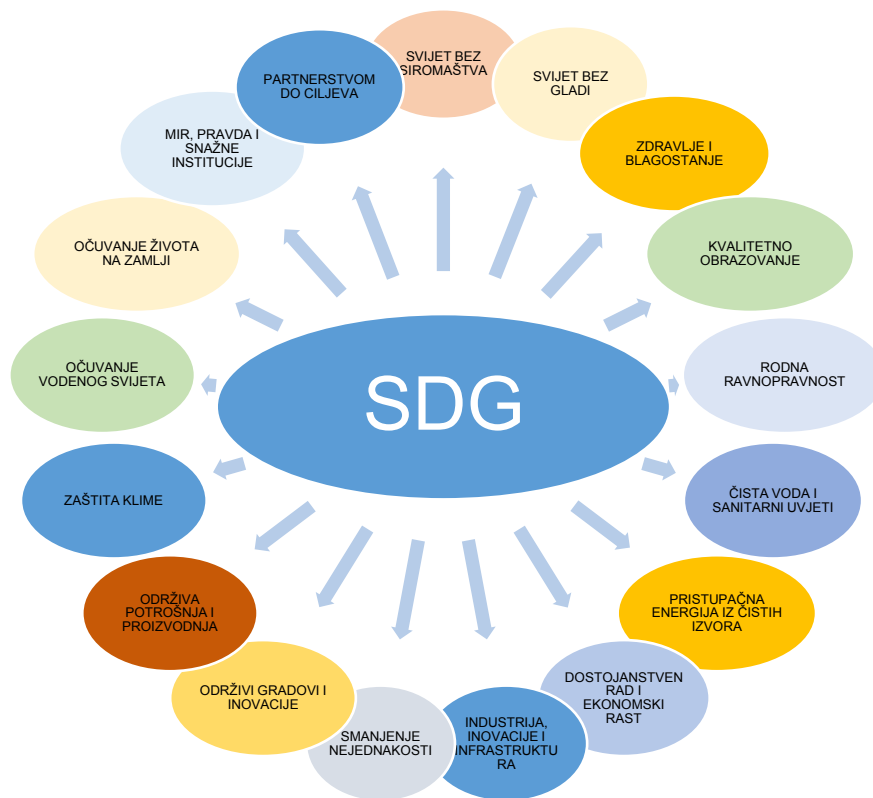 SVIJET BEZ
SIROMAŠTVA
SVIJET BEZ
GLADI
ZDRAVLJE I
BLAGOSTANJE
KVALITETNO
OBRAZOVANJE
RODNA
RAVNOPRAVNOST
ČISTA VODA I
SANITARNI UVJETI
PRISTUPAČNA
ENERGIJA IZ ČISTIH
IZVORA
DOSTOJANSTVEN
RAD I
EKONOMSKI
RAST
INDUSTRIJA,
INOVACIJE I
INFRASTRUKTU
RA
SMANJENJE
NEJEDNAKOSTI
ODRŽIVI GRADOVI I
INOVACIJE
ODRŽIVA
POTROŠNJA I
PROIZVODNJA
ZAŠTITA KLIME
OČUVANJE
VODENOG SVIJETA
OČUVANJE ŽIVOTA
NA ZAMLJI
MIR, PRAVDA I
SNAŽNE
INSTITUCIJE
PARTNERSTVOM
DO CILJEVA
SDG